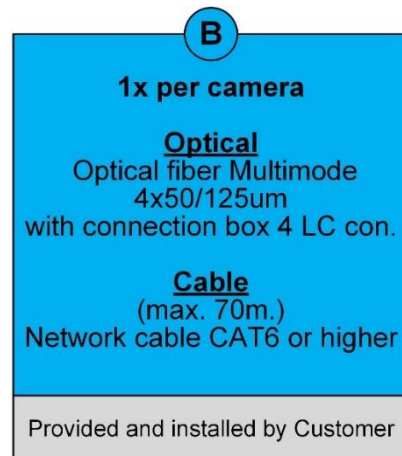 B
1x per camera
Optical
Optical fiber Multimode
4x50/125um
with connection box 4 LC con.
Cable
(max. 70m.)
Network cable CAT6 or higher
Provided and installed by Customer